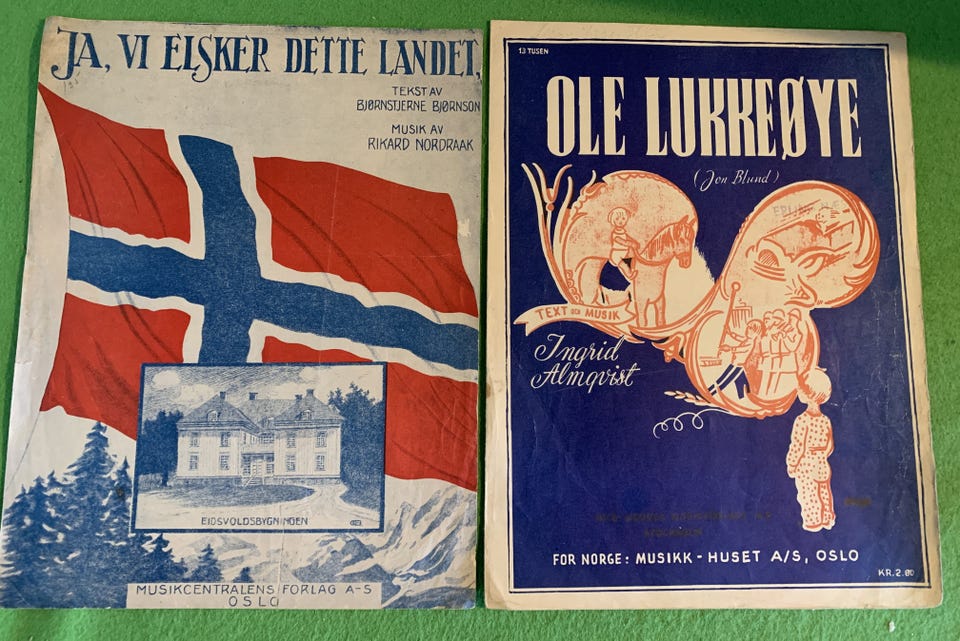 JA, VI ELSKER DETTE LANDET,
TEKST AV
BJØRNSTJERNE BJØRNSON
MUSIK AV
RIKARD NORDRAAK
EIDSVOLDSBYGNINGEN
MUSIKCENTRALENS FORLAG A-S
OSLO
13 TUSEN
OLE LUKKEØYE
(Jon Blund)
TEXT OCH MUSIK
Ingrid
Almqvist
STOCKHOLM
FOR NORGE: MUSIKK-HUSET A/S, OSLO
KR. 2.00